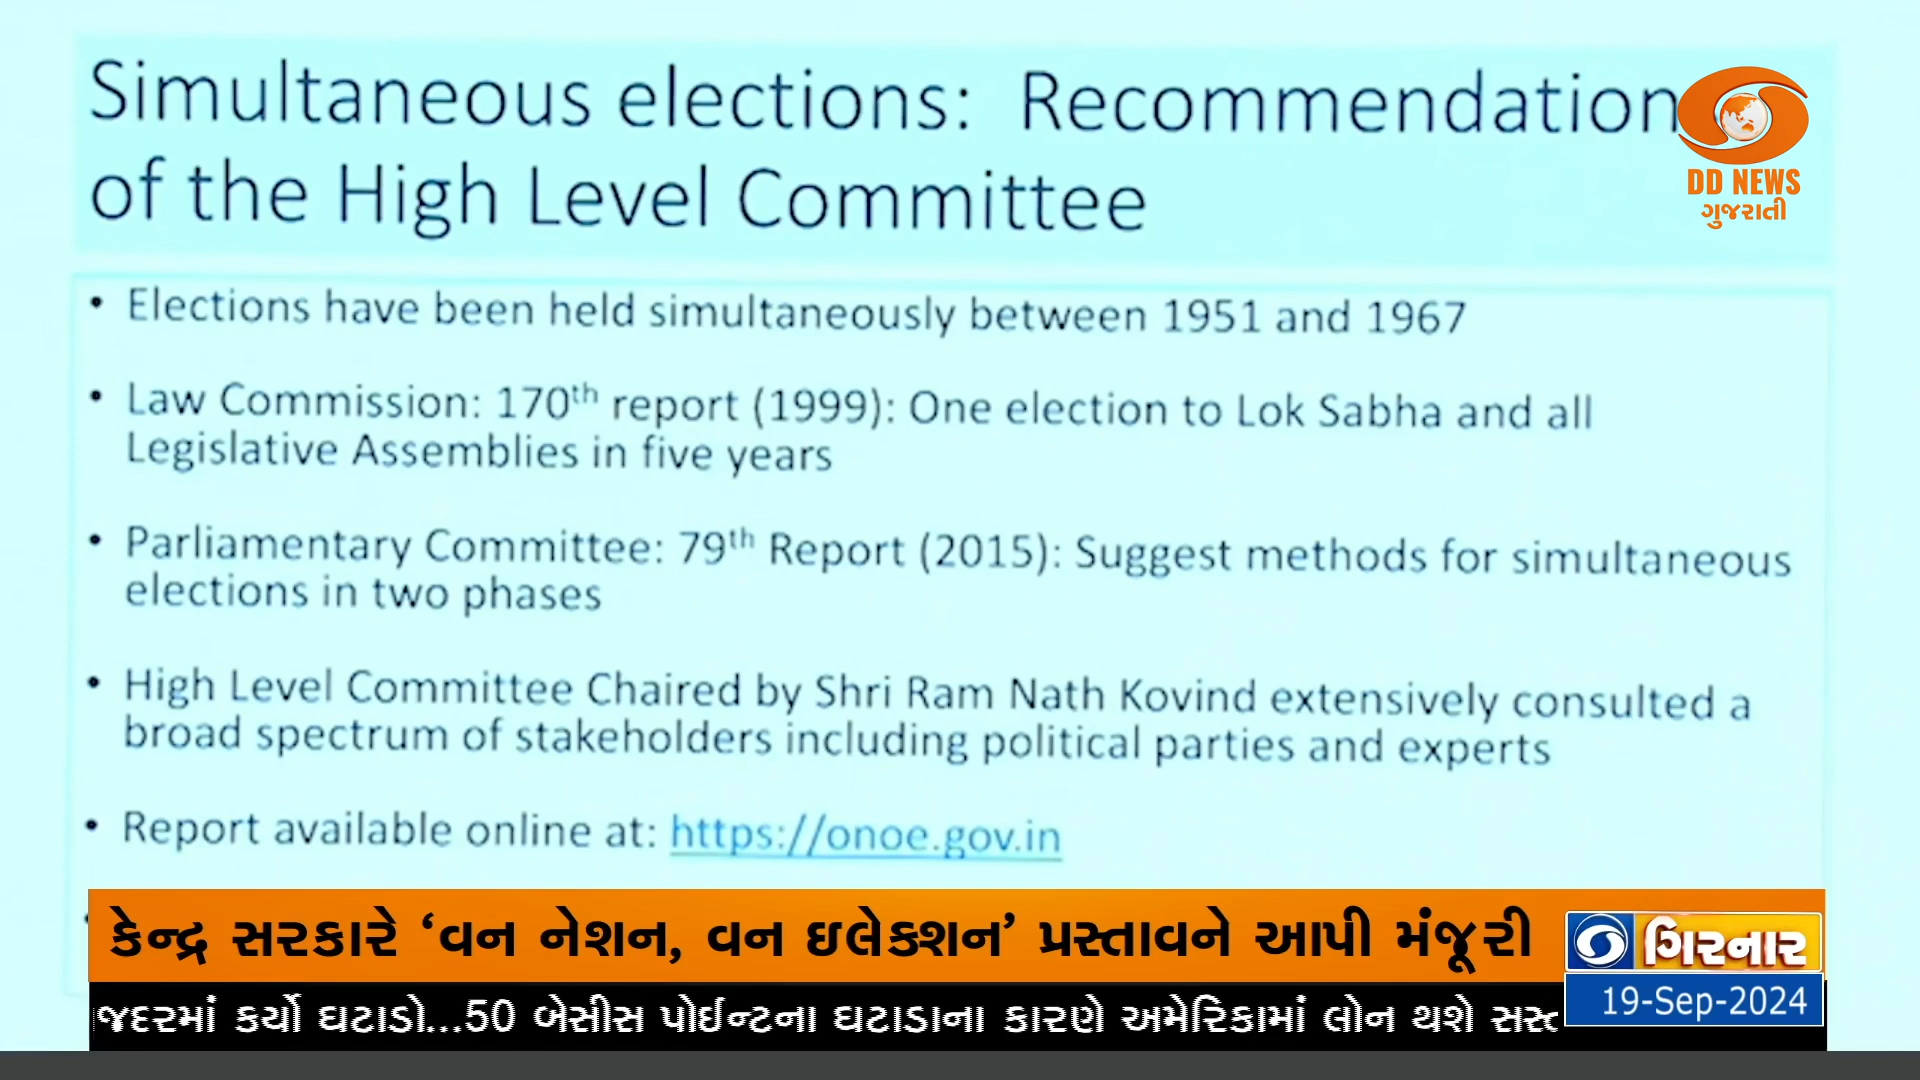 Simultaneous elections: Recommendation
of the High Level Committee
DD NEWS
ગુજરાતી
• Elections have been held simultaneously between 1951 and 1967
• Law Commission: 170th report (1999): One election to Lok Sabha and all
Legislative Assemblies in five years
• Parliamentary Committee: 79th Report (2015): Suggest methods for simultaneous
elections in two phases
• High Level Committee Chaired by Shri Ram Nath Kovind extensively consulted a
broad spectrum of stakeholders including political parties and experts
• Report available online at: https://onoe.gov.in
કેન્દ્ર સરકારે ‘વન નેશન, વન ઇલેક્શન’ પ્રસ્તાવને આપી મંજૂરી
ગિરનાર
જદરમાં કર્યો ઘટાડો...50 બેસીસ પોઈન્ટના ઘટાડાના કારણે અમેરિકામાં લોન થશે
19-Sep-2024